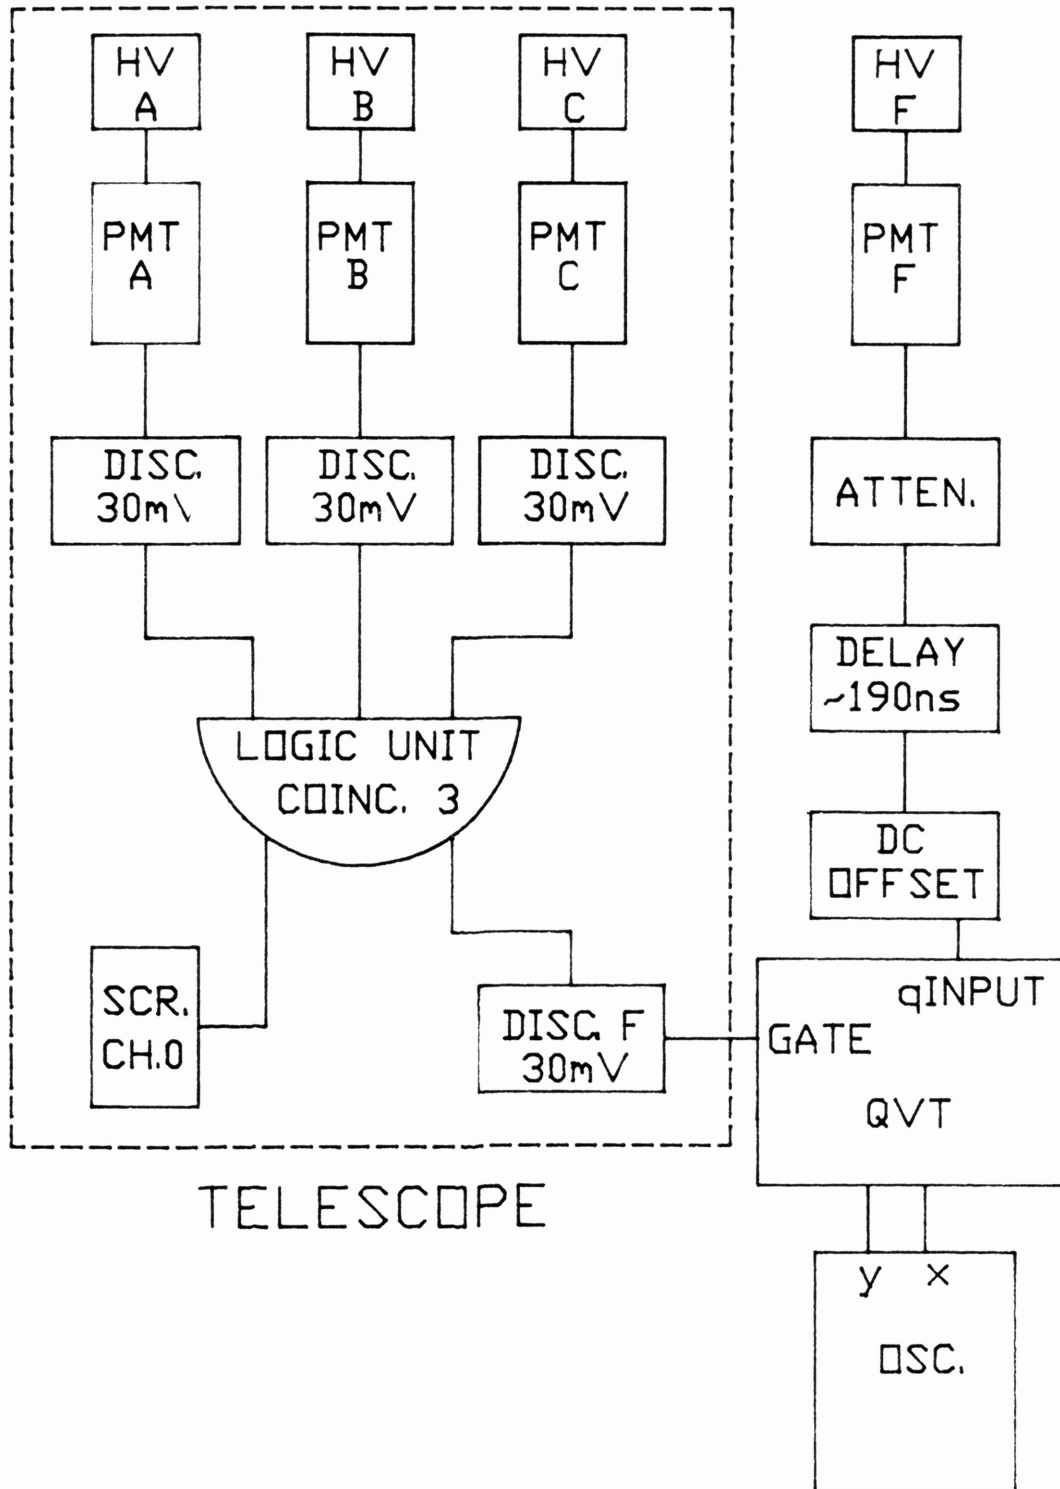 HV
A
HV
B
HV
C
HV
F
PMT
A
PMT
B
PMT
C
PMT
F
DISC.
30m\
DISC.
30mV
DISC.
30mV
ATTEN.
DELAY
~190ns
LOGIC UNIT
COINC. 3
DC
OFFSET
SCR.
CH.0
DISC. F
30mV
qINPUT
GATE
QVT
TELESCOPE
y x
OSC.